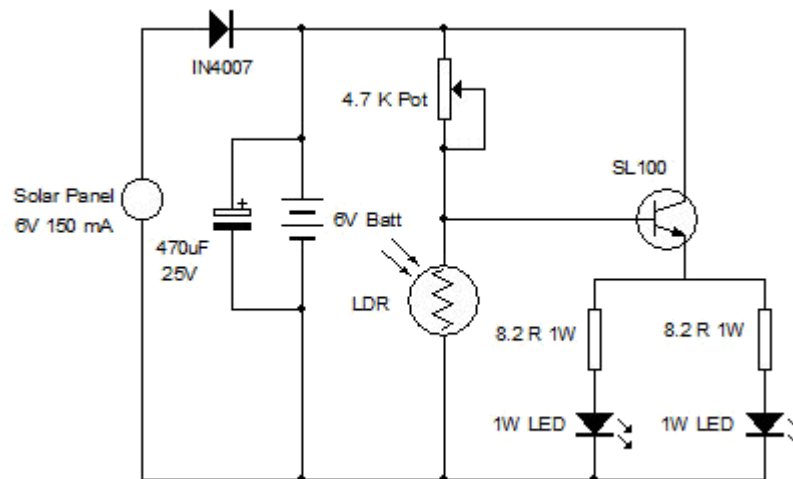 IN4007
4.7 K Pot
SL100
Solar Panel
6V 150 mA
+
470uF
25V
6V Batt
LDR
8.2 R 1W
8.2 R 1W
1W LED
1W LED